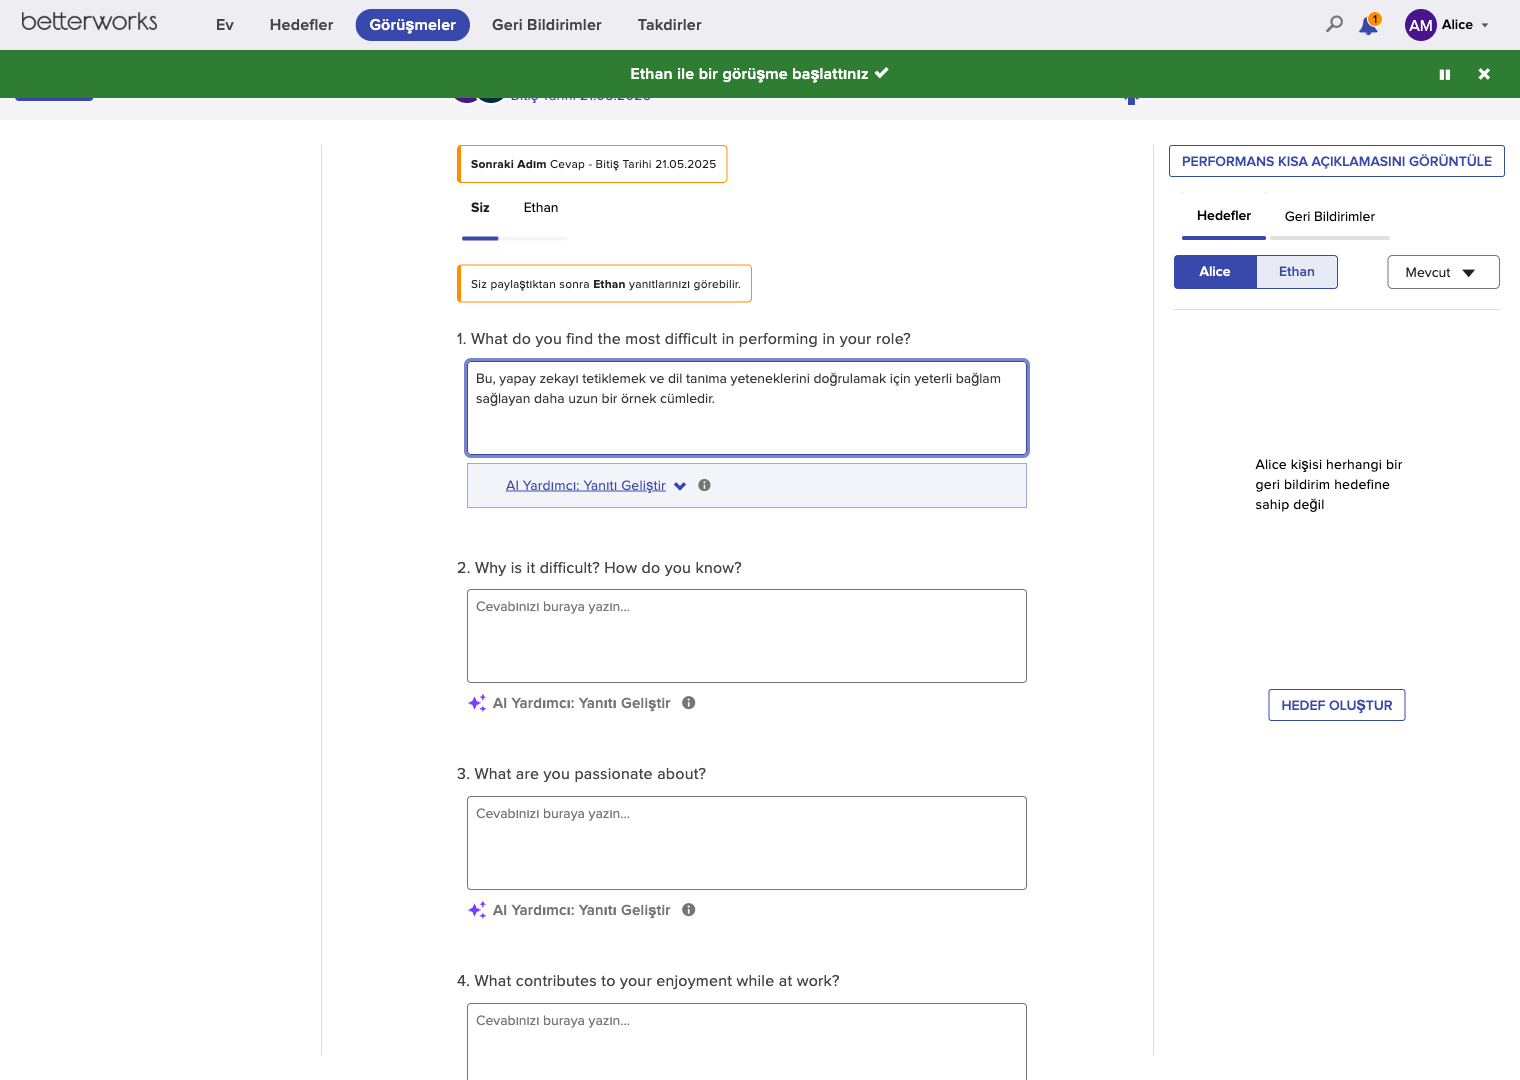 betterworks
Ev
Hedefler
Görüşmeler
Geri Bildirimler
Takdirler
1
AM
Alice
Ethan ile bir görüşme başlattınız
Sonraki Adım Cevap - Bitiş Tarihi 21.05.2025
Siz
Ethan
Siz paylaştıktan sonra Ethan yanıtlarınızı görebilir.
1. What do you find the most difficult in performing in your role?
Bu, yapay zekayı tetiklemek ve dil tanıma yeteneklerini doğrulamak için yeterli bağlam
sağlayan daha uzun bir örnek cümledir.
AI Yardımcı: Yanıtı Geliştir
2. Why is it difficult? How do you know?
Cevabınızı buraya yazın...
AI Yardımcı: Yanıtı Geliştir
3. What are you passionate about?
Cevabınızı buraya yazın...
AI Yardımcı: Yanıtı Geliştir
4. What contributes to your enjoyment while at work?
Cevabınızı buraya yazın...
PERFORMANS KISA AÇIKLAMASINI GÖRÜNTÜLE
Hedefler
Geri Bildirimler
Alice
Ethan
Mevcut
Alice kişisi herhangi bir
geri bildirim hedefine
sahip değil
HEDEF OLUŞTUR